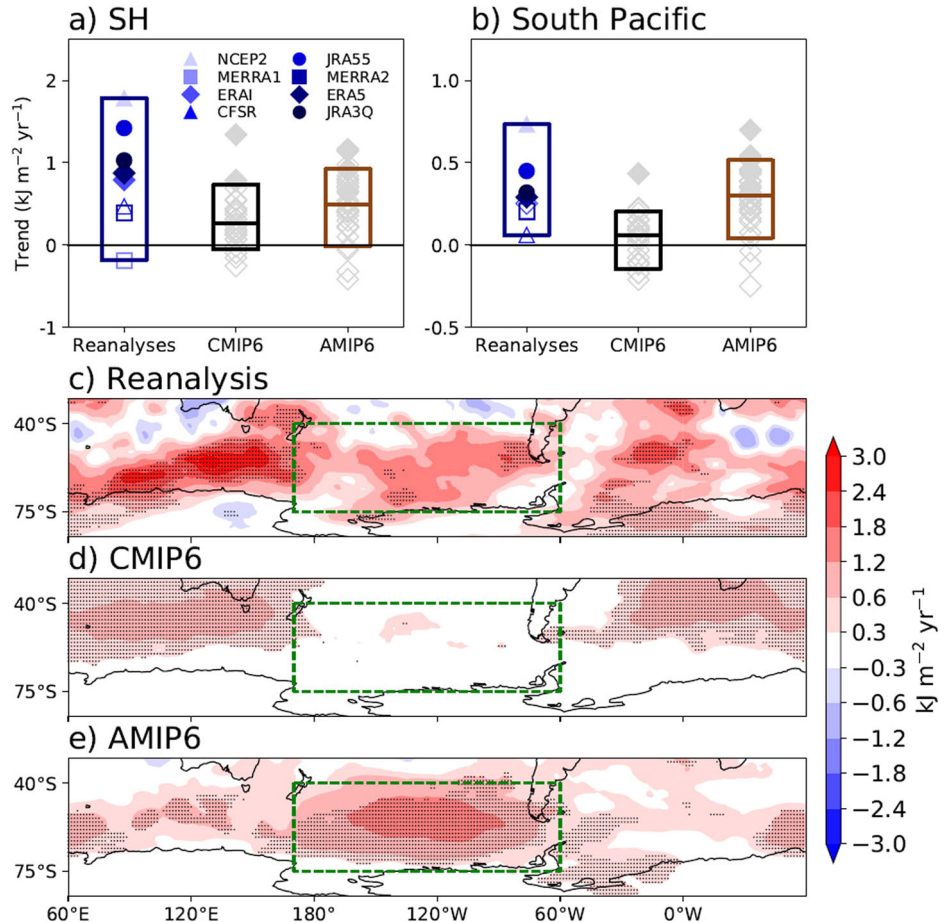 a) SH
b) South Pacific
Trend (kJ m⁻² yr⁻¹)
2
1
0
-1
NCEP2
MERRA1
ERAI
CFSR
JRA55
MERRA2
ERA5
JRA3Q
Reanalyses
CMIP6
AMIP6
1.0
0.5
0.0
-0.5
Reanalyses
CMIP6
AMIP6
c) Reanalysis
40°S
75°S
d) CMIP6
40°S
75°S
e) AMIP6
40°S
75°S
60°E
120°E
180°
120°W
60°W
0°W
3.0
2.4
1.8
1.2
0.6
0.3
−0.3
−0.6
−1.2
−1.8
−2.4
−3.0
kJ m⁻² yr⁻¹